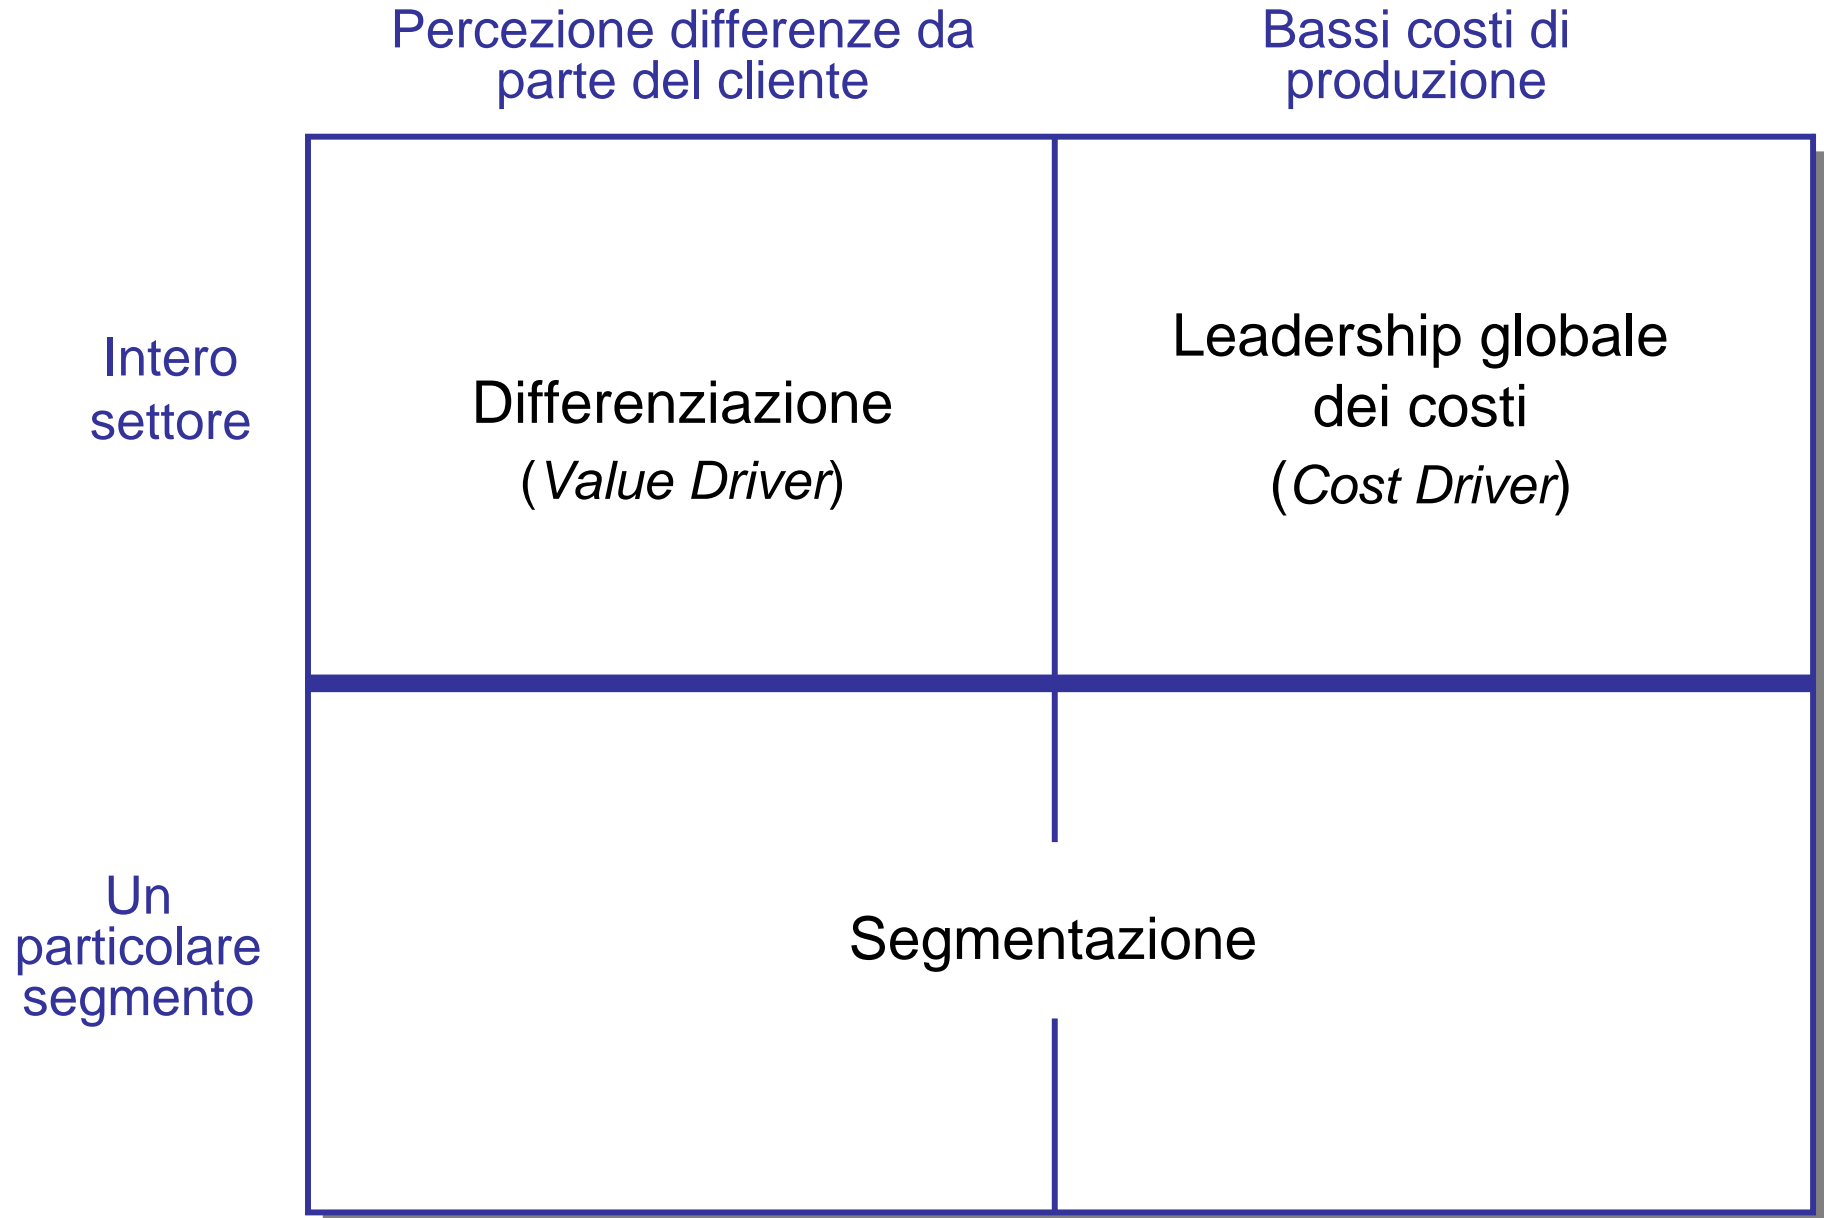 Percezione differenze da
parte del cliente
Bassi costi di
produzione
Intero
settore
Differenziazione
(Value Driver)
Leadership globale
dei costi
(Cost Driver)
Un
particolare
segmento
Segmentazione